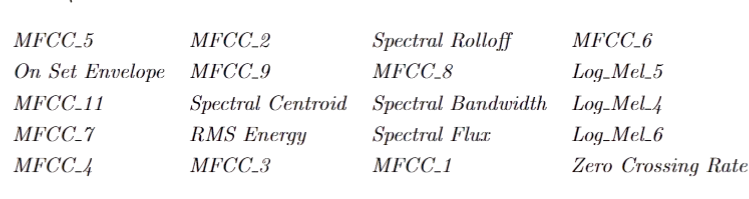 MFCC_5 MFCC_2 Spectral Rolloff MFCC_6
On Set Envelope MFCC_9 MFCC_8 Log_Mel_5
MFCC_11 Spectral Centroid Spectral Bandwidth Log_Mel_4
MFCC_7 RMS Energy Spectral Flux Log_Mel_6
MFCC_4 MFCC_3 MFCC_1 Zero Crossing Rate